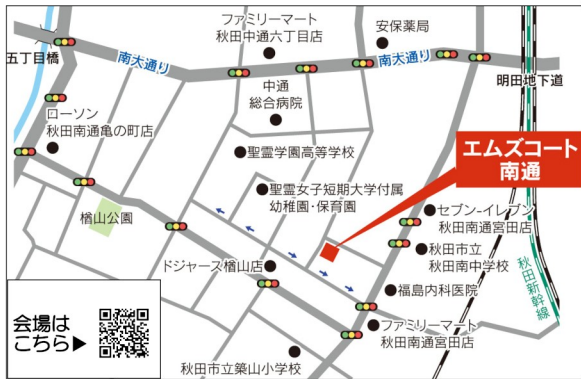 ファミリーマート
秋田中通六丁目店
安保薬局
五丁目橋
南大通り
南大通り
明田地下道
中通
総合病院
ローソン
秋田南通亀の町店
聖霊学園高等学校
エムズコート
南通
聖霊女子短期大学付属
幼稚園・保育園
楢山公園
セブン-イレブン
秋田南通宮田店
秋田市立
秋田南中学校
ドジャース楢山店
福島内科医院
秋田新幹線
会場は
こちら▶
ファミリーマート
秋田南通宮田店
秋田市立築山小学校